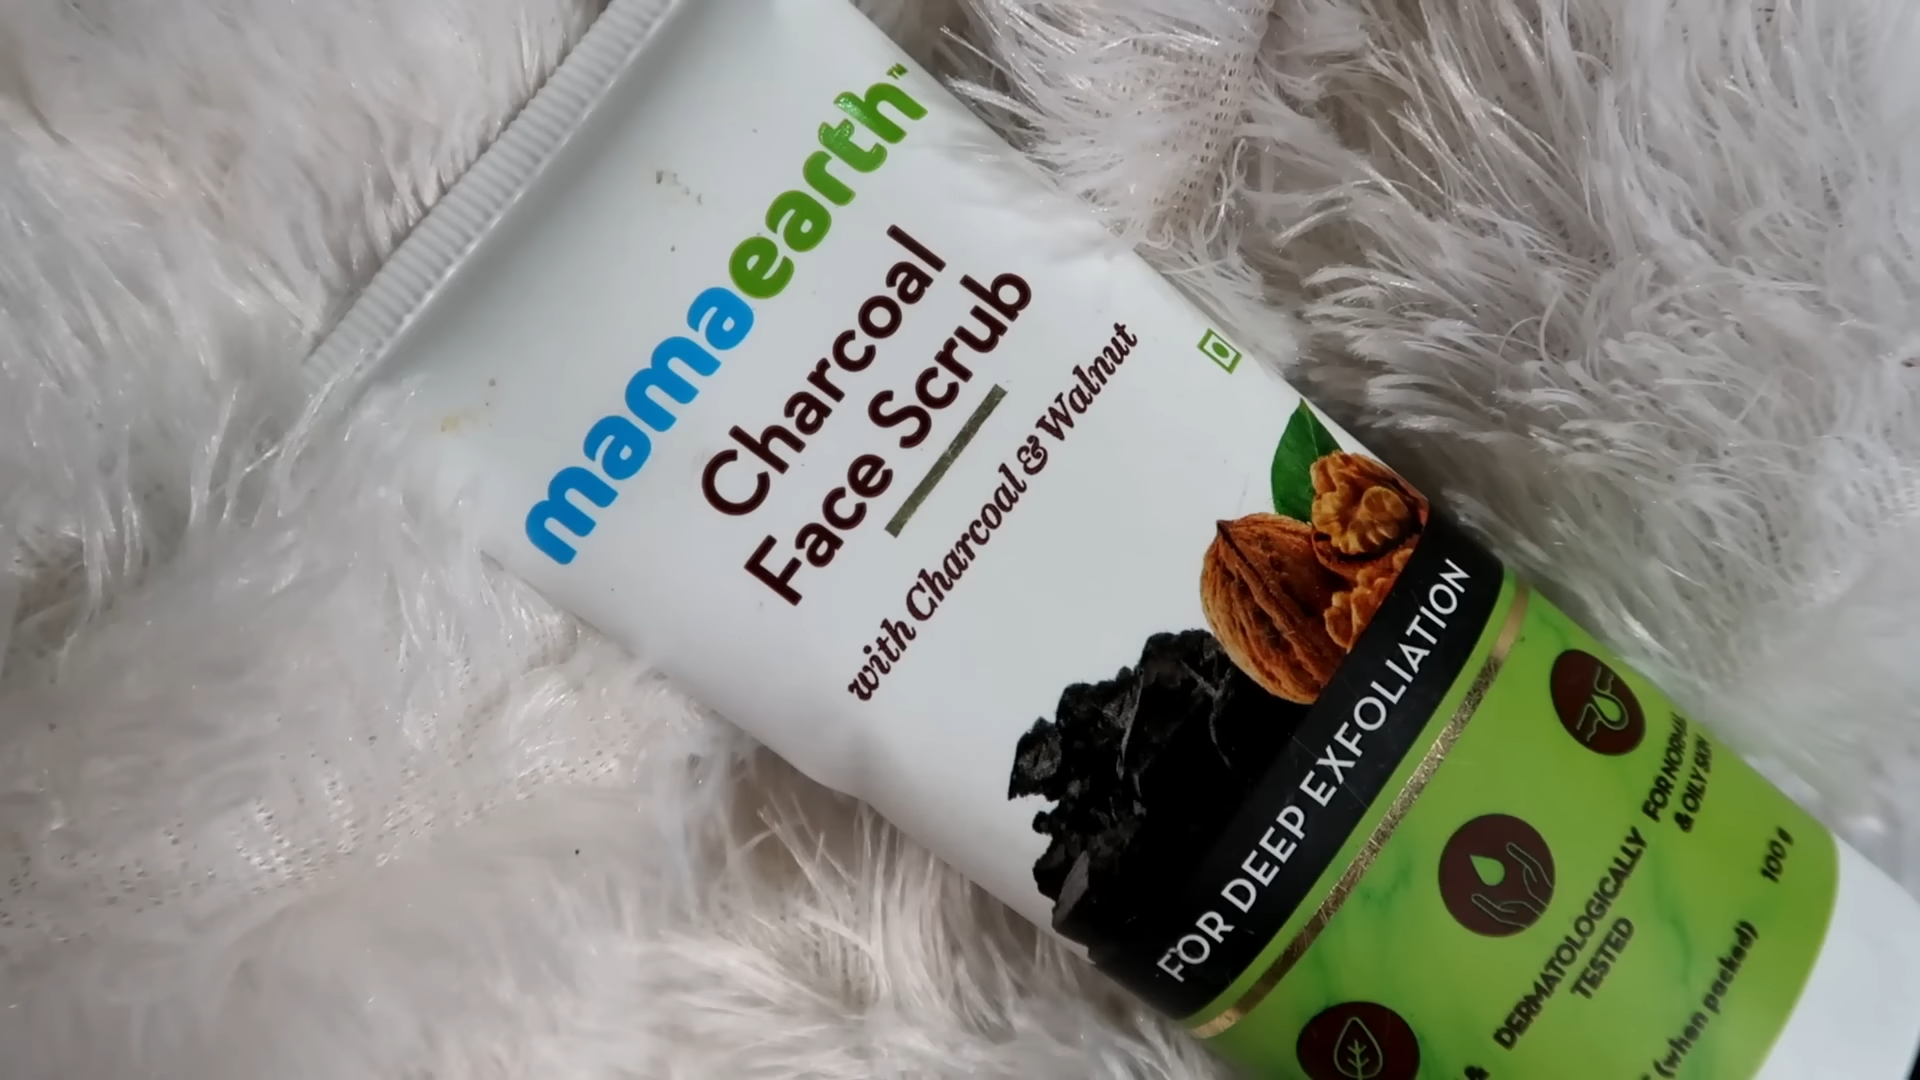 mamaearth™
Charcoal
Face Scrub
with Charcoal & Walnut
FOR DEEP EXFOLIATION
FOR NORMAL
& OILY SKIN
DERMATOLOGICALLY
TESTED
&
100 g
(when packed)